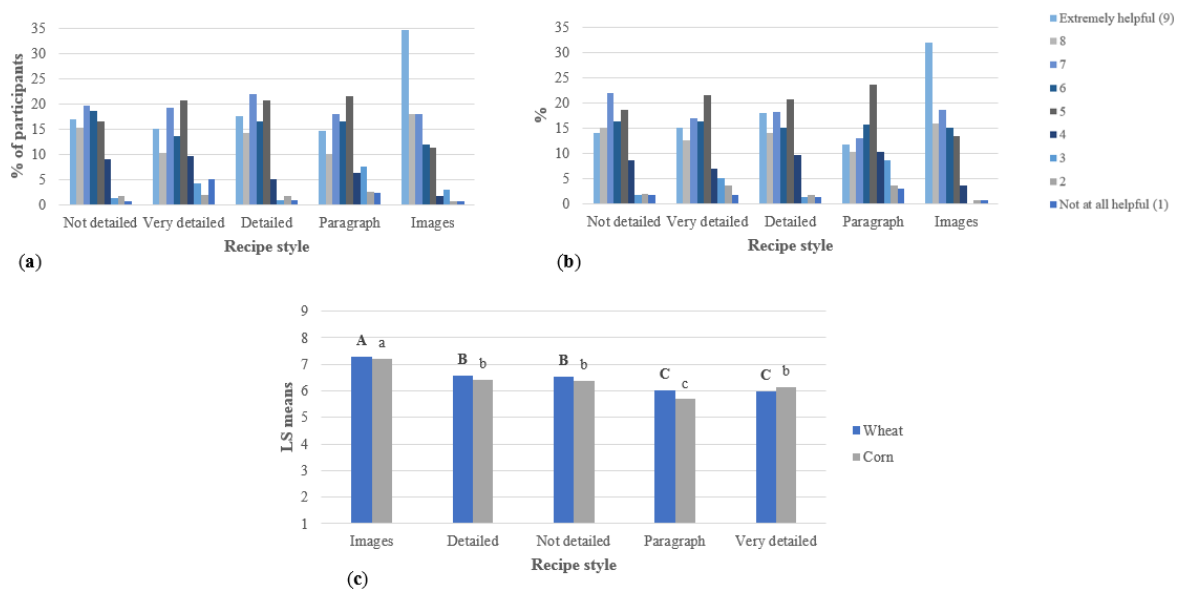 35
30
25
20
15
10
5
0
% of participants
Not detailed Very detailed Detailed Paragraph Images
Recipe style
(a)
35
30
25
20
15
10
5
0
%
Not detailed Very detailed Detailed Paragraph Images
Recipe style
(b)
Extremely helpful (9)
8
7
6
5
4
3
2
Not at all helpful (1)
9
8
7
6
5
4
3
2
1
LS means
A a B b B b C c C b
Images Detailed Not detailed Paragraph Very detailed
Recipe style
Wheat
Corn
(c)